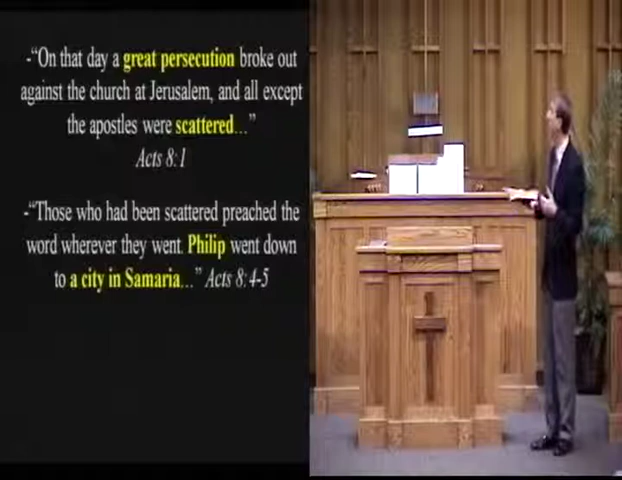 -“On that day a great persecution broke out
against the church at Jerusalem, and all except
the apostles were scattered…”
Acts 8:1
-“Those who had been scattered preached the
word wherever they went. Philip went down
to a city in Samaria…” Acts 8:4-5